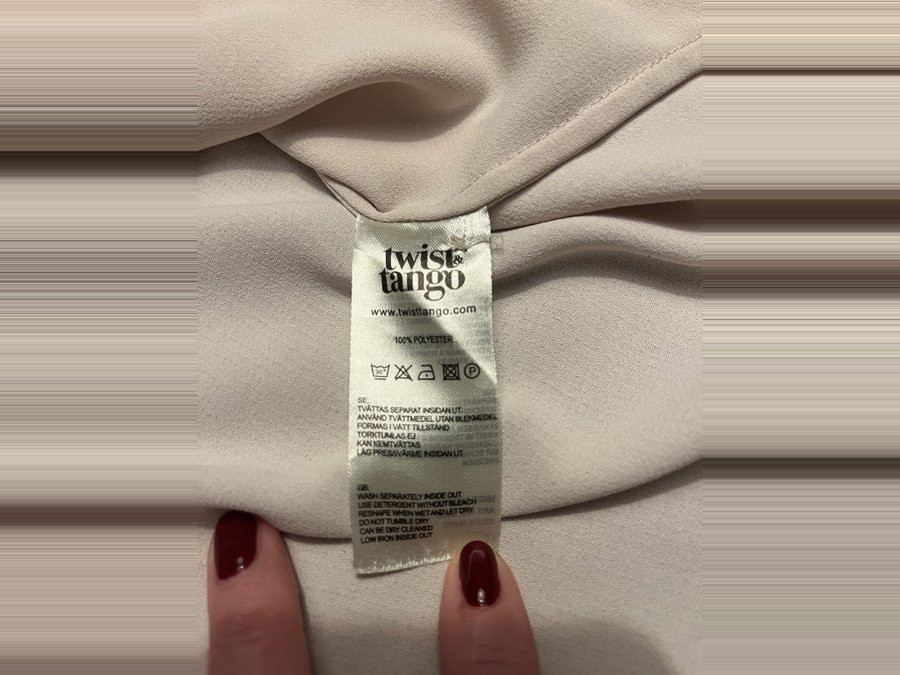 twist &
tango
www.twisttango.com
100% POLYESTER
30° P
SE:
TVÄTTAS SEPARAT INSIDAN UT.
ANVÄND TVÄTTMEDEL UTAN BLEKMEDEL
FORMAS I VÅTT TILLSTÅND
TORKTUMLAS EJ
KAN KEMTVÄTTAS
LÅG PRESSVÄRME INSIDAN UT
GB:
WASH SEPARATELY INSIDE OUT
USE DETERGENT WITHOUT BLEACH
RESHAPE WHEN WET AND LET DRY
DO NOT TUMBLE DRY
CAN BE DRY CLEANED
LOW IRON INSIDE OUT